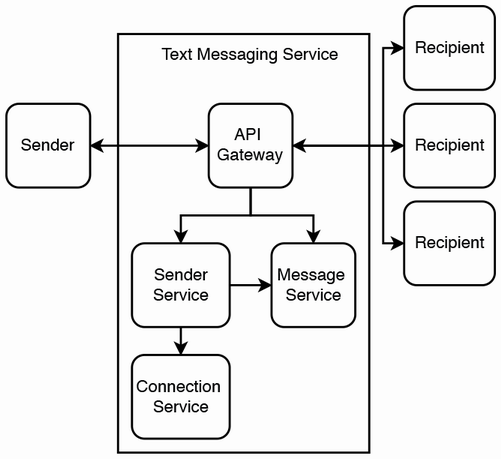 Text Messaging Service
Recipient
Sender
API
Gateway
Recipient
Recipient
Sender
Service
Message
Service
Connection
Service